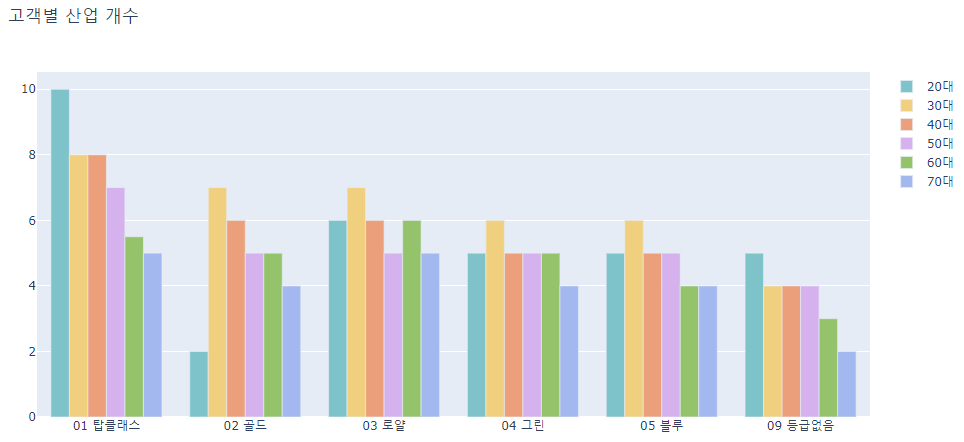 고객별 산업 개수
10
8
6
4
2
0
01 탑클래스
02 골드
03 로얄
04 그린
05 블루
09 등급없음
20대
30대
40대
50대
60대
70대